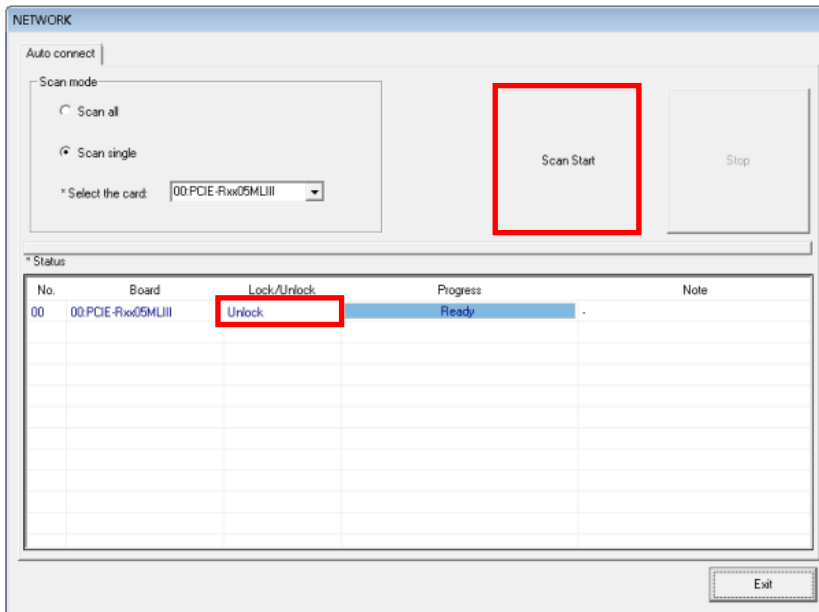 NETWORK
Auto connect
Scan mode
Scan all
Scan single
* Select the card: 00:PCIE-Rxx05MLIII
Scan Start
Stop
* Status
No. Board Lock/Unlock Progress Note
00 00:PCIE-Rxx05MLIII Unlock Ready -
Exit